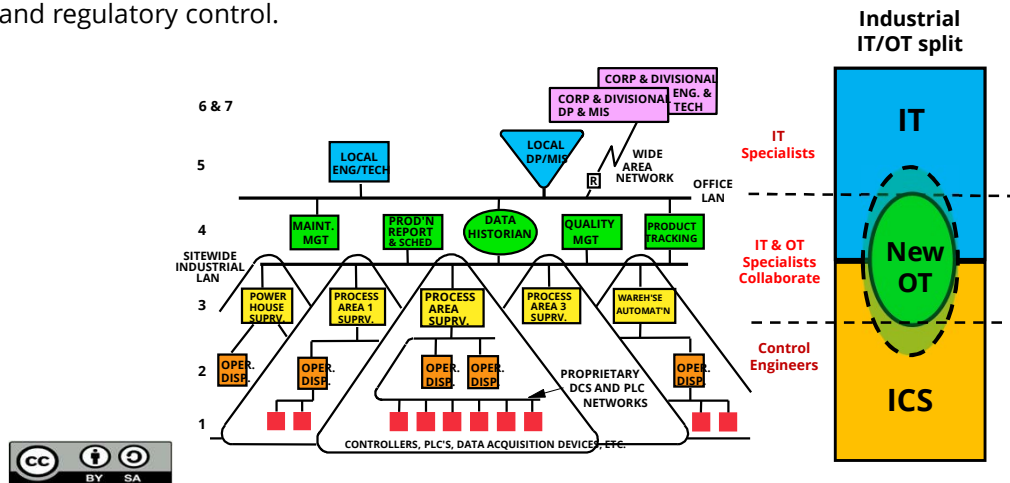 and regulatory control.
Industrial
IT/OT split
6 & 7
CORP & DIVISIONAL
ENG. &
TECH
CORP & DIVISIONAL
DP & MIS
IT
IT
Specialists
5
LOCAL
ENG/TECH
LOCAL
DP/MIS
WIDE
AREA
NETWORK
R
OFFICE
LAN
4
MAINT.
MGT
PROD'N
REPORT
& SCHED
DATA
HISTORIAN
QUALITY
MGT
PRODUCT
TRACKING
IT & OT
Specialists
Collaborate
New
OT
SITEWIDE
INDUSTRIAL
LAN
3
POWER
HOUSE
SUPRV.
PROCESS
AREA 1
SUPRV.
PROCESS
AREA
SUPRV.
PROCESS
AREA 3
SUPRV.
WAREH'SE
AUTOMAT'N
Control
Engineers
2
OPER.
DISP.
OPER.
DISP.
OPER.
DISP.
OPER.
DISP.
OPER.
DISP.
PROPRIETARY
DCS AND PLC
NETWORKS
ICS
1
CONTROLLERS, PLC'S, DATA ACQUISITION DEVICES, ETC.
CC
BY SA